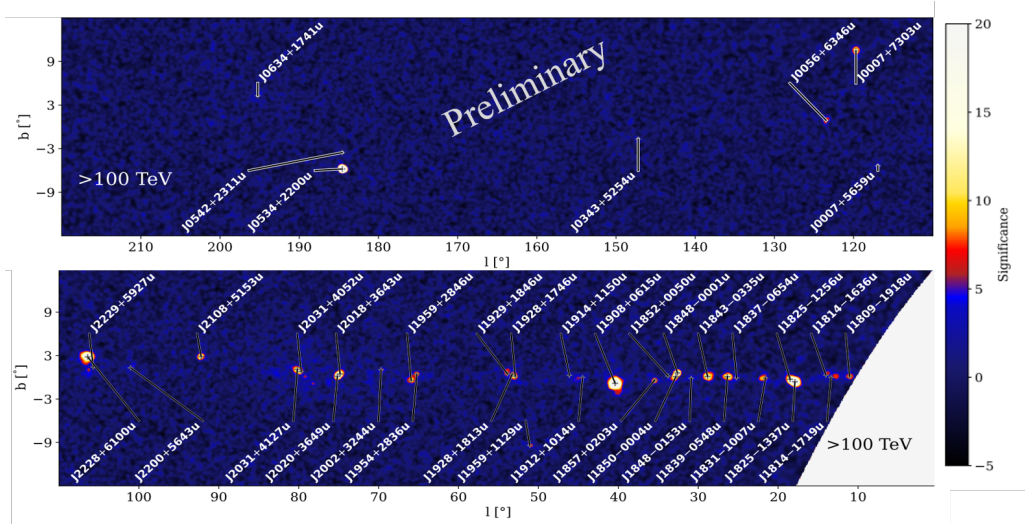 J0634+1741u
Preliminary
J0056+6346u
J0007+7303u
9
3
−3
−9
b [°]
>100 TeV
J0542+2311u
J0534+2200u
J0343+5254u
J0007+5659u
210
200
190
180
170
160
150
140
130
120
l [°]
J2229+5927u
J2108+5153u
J2031+4052u
J2018+3643u
J1959+2846u
J1929+1846u
J1928+1746u
J1914+1150u
J1908+0615u
J1852+0050u
J1848−0001u
J1843−0335u
J1837−0654u
J1825−1256u
J1814−1636u
J1809−1918u
9
3
−3
−9
b [°]
J2228+6100u
J2200+5643u
J2031+4127u
J2020+3649u
J2002+3244u
J1954+2836u
J1928+1813u
J1959+1129u
J1912+1014u
J1857+0203u
J1850−0004u
J1848−0153u
J1839−0548u
J1831−1007u
J1825−1337u
J1814−1719u
>100 TeV
100
90
80
70
60
50
40
30
20
10
l [°]
20
15
10
5
0
−5
Significance